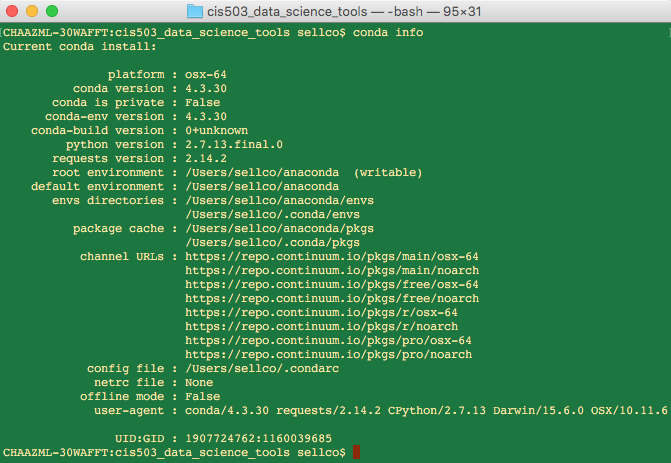 cis503_data_science_tools — -bash — 95×31
[CHAAZML-30WAFFT:cis503_data_science_tools sellco$ conda info
Current conda install:
platform : osx-64
conda version : 4.3.30
conda is private : False
conda-env version : 4.3.30
conda-build version : 0+unknown
python version : 2.7.13.final.0
requests version : 2.14.2
root environment : /Users/sellco/anaconda  (writable)
default environment : /Users/sellco/anaconda
envs directories : /Users/sellco/anaconda/envs
/Users/sellco/.conda/envs
package cache : /Users/sellco/anaconda/pkgs
/Users/sellco/.conda/pkgs
channel URLs : https://repo.continuum.io/pkgs/main/osx-64
https://repo.continuum.io/pkgs/main/noarch
https://repo.continuum.io/pkgs/free/osx-64
https://repo.continuum.io/pkgs/free/noarch
https://repo.continuum.io/pkgs/r/osx-64
https://repo.continuum.io/pkgs/r/noarch
https://repo.continuum.io/pkgs/pro/osx-64
https://repo.continuum.io/pkgs/pro/noarch
config file : /Users/sellco/.condarc
netrc file : None
offline mode : False
user-agent : conda/4.3.30 requests/2.14.2 CPython/2.7.13 Darwin/15.6.0 OSX/10.11.6
UID:GID : 1907724762:1160039685
CHAAZML-30WAFFT:cis503_data_science_tools sellco$